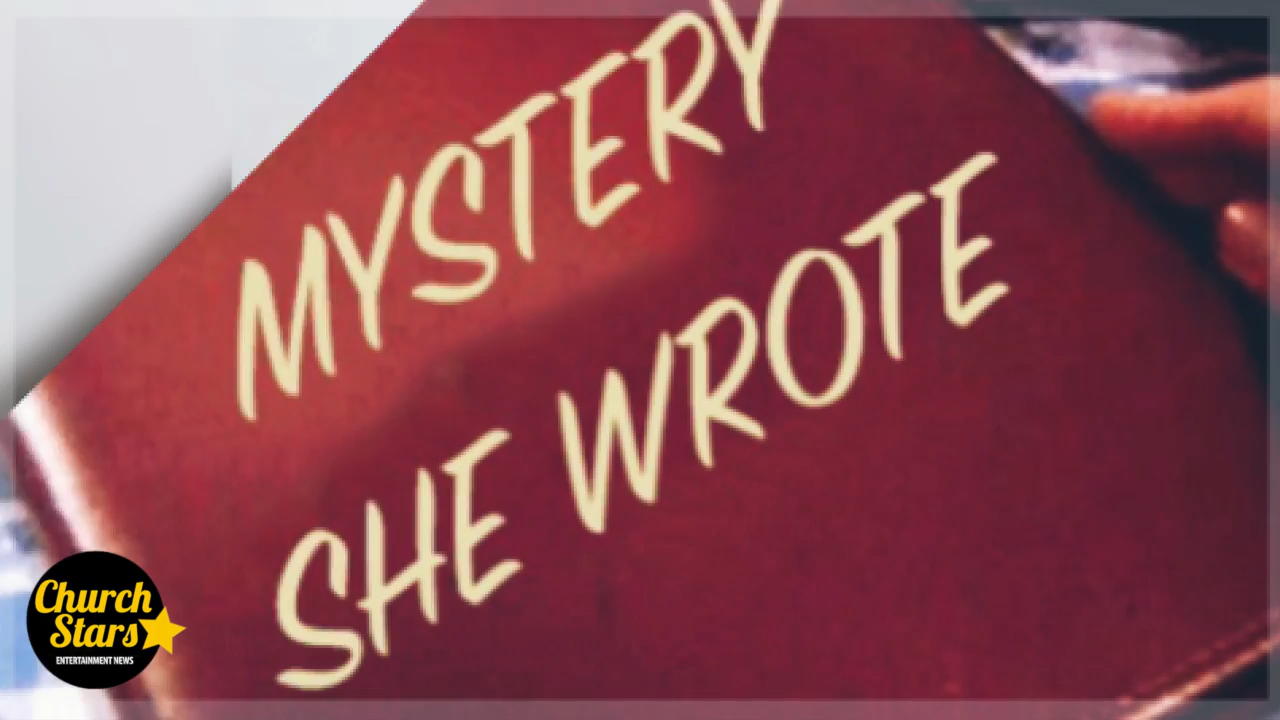 MYSTERY
SHE WROTE
Church
Stars
ENTERTAINMENT NEWS